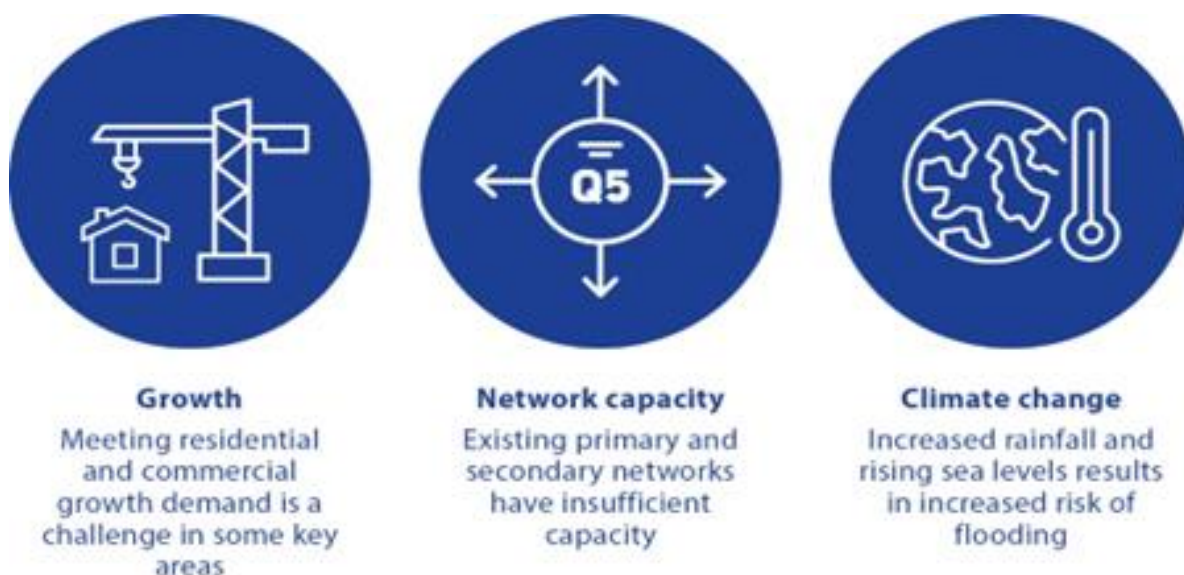 Q5
Growth
Meeting residential
and commercial
growth demand is a
challenge in some key
areas
Network capacity
Existing primary and
secondary networks
have insufficient
capacity
Climate change
Increased rainfall and
rising sea levels results
in increased risk of
flooding